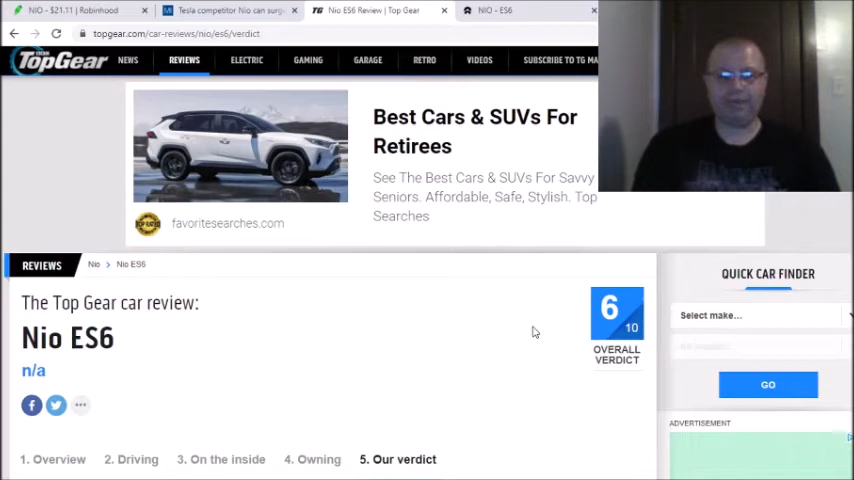 NIO - $21.11 | Robinhood
Tesla competitor Nio can surg
TG Nio ES6 Review | Top Gear
NIO - ES6
topgear.com/car-reviews/nio/es6/verdict
TopGear
NEWS
REVIEWS
ELECTRIC
GAMING
GARAGE
RETRO
VIDEOS
SUBSCRIBE TO TG MA
Best Cars & SUVs For
Retirees
See The Best Cars & SUVs For Savvy
Seniors. Affordable, Safe, Stylish. Top
Searches
TOP RATED
favoritesearches.com
REVIEWS
Nio > Nio ES6
The Top Gear car review:
Nio ES6
n/a
6
10
OVERALL
VERDICT
1. Overview
2. Driving
3. On the inside
4. Owning
5. Our verdict
QUICK CAR FINDER
Select make...
GO
ADVERTISEMENT